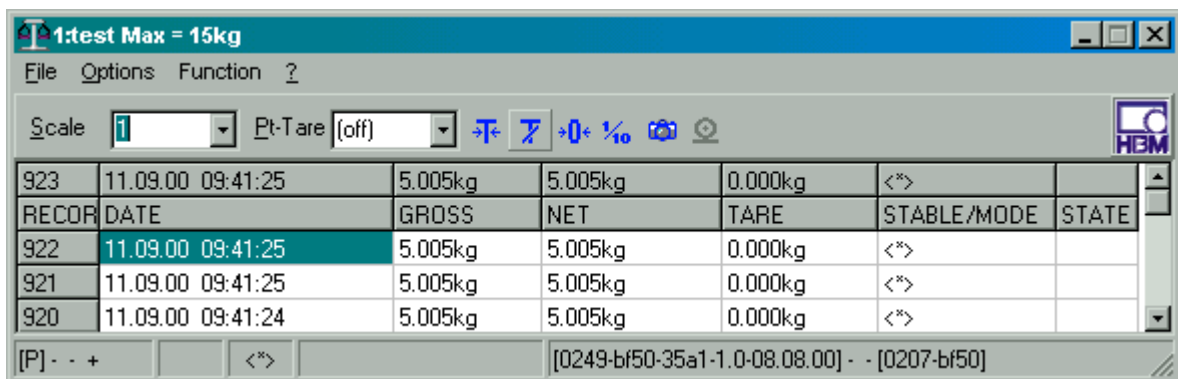 1:test Max = 15kg
File Options Function ?
Scale 1 Pt-Tare (off) T T 0 1/10 HBM
923 11.09.00 09:41:25 5.005kg 5.005kg 0.000kg <*>
RECOR DATE GROSS NET TARE STABLE/MODE STATE
922 11.09.00 09:41:25 5.005kg 5.005kg 0.000kg <*>
921 11.09.00 09:41:25 5.005kg 5.005kg 0.000kg <*>
920 11.09.00 09:41:24 5.005kg 5.005kg 0.000kg <*>
[P] - - + <*> [0249-bf50-35a1-1.0-08.08.00] - - [0207-bf50]